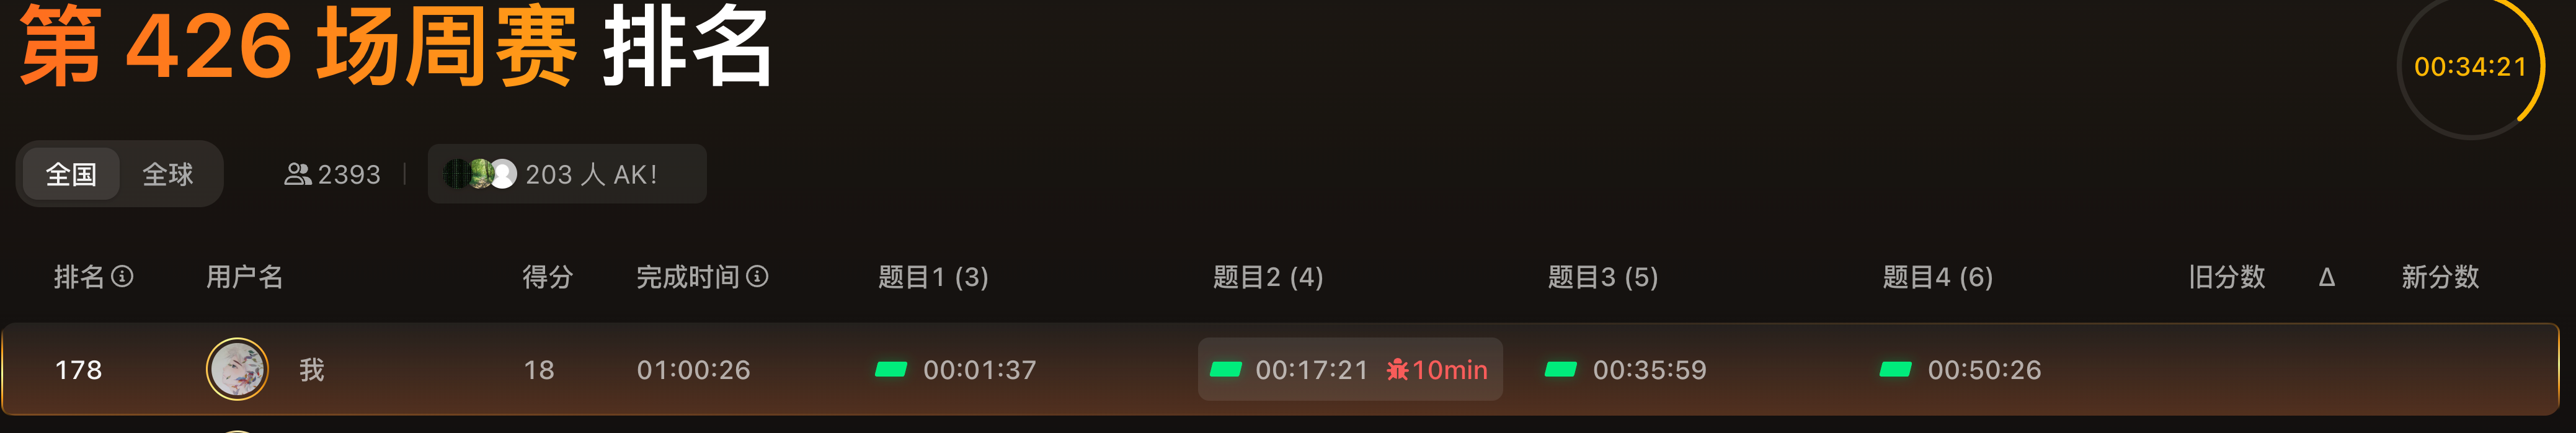 第 426 场周赛 排名
00:34:21
全国 全球 2393 203 人 AK!
排名 用户名 得分 完成时间 题目1 (3) 题目2 (4) 题目3 (5) 题目4 (6) 旧分数 Δ 新分数
178 我 18 01:00:26 00:01:37 00:17:21 10min 00:35:59 00:50:26